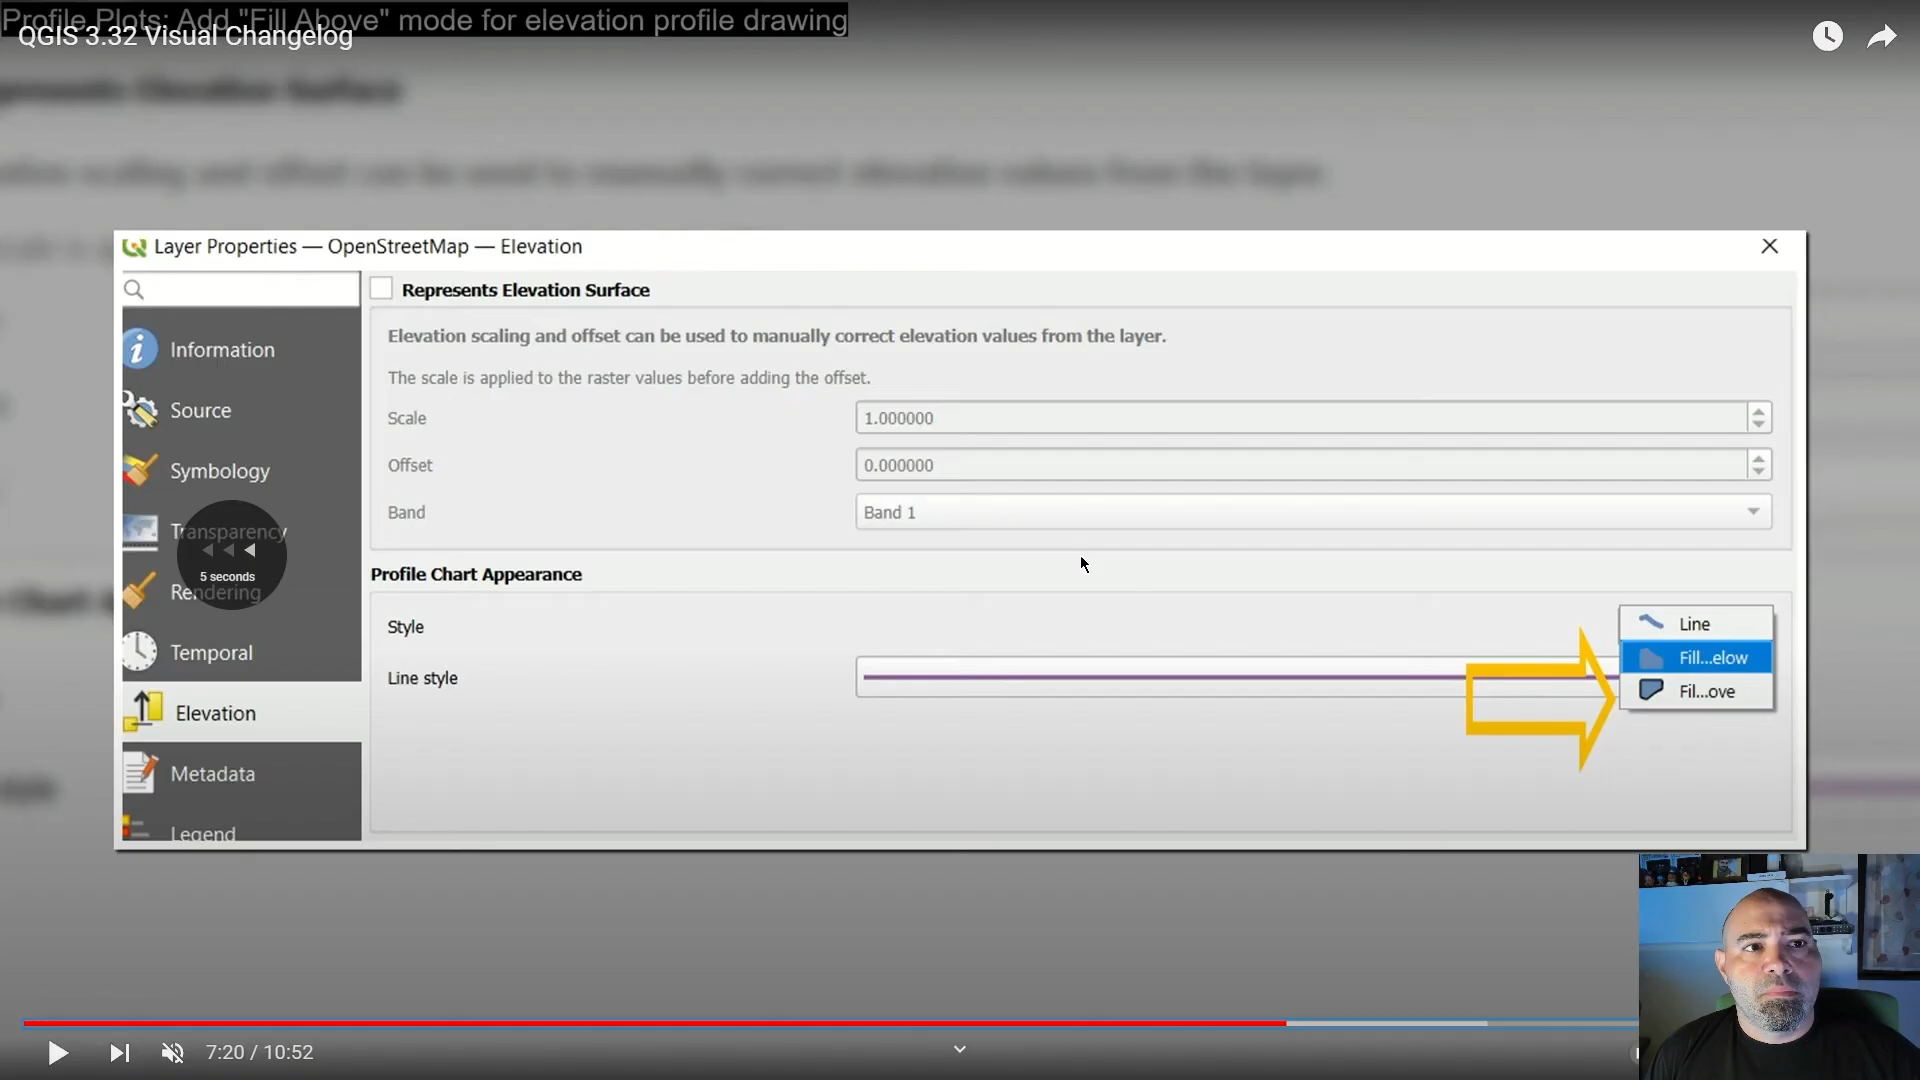 Profile Plots: Add "Fill Above" mode for elevation profile drawing
QGIS 3.32 Visual Changelog
Represents Elevation Surface
Layer Properties — OpenStreetMap — Elevation
Represents Elevation Surface
Information
Source
Symbology
Transparency
5 seconds
Rendering
Temporal
Elevation
Metadata
Legend
Elevation scaling and offset can be used to manually correct elevation values from the layer.
The scale is applied to the raster values before adding the offset.
Scale
1.000000
Offset
0.000000
Band
Band 1
Profile Chart Appearance
Style
Line
Fill...elow
Fil...ove
Line style
7:20 / 10:52